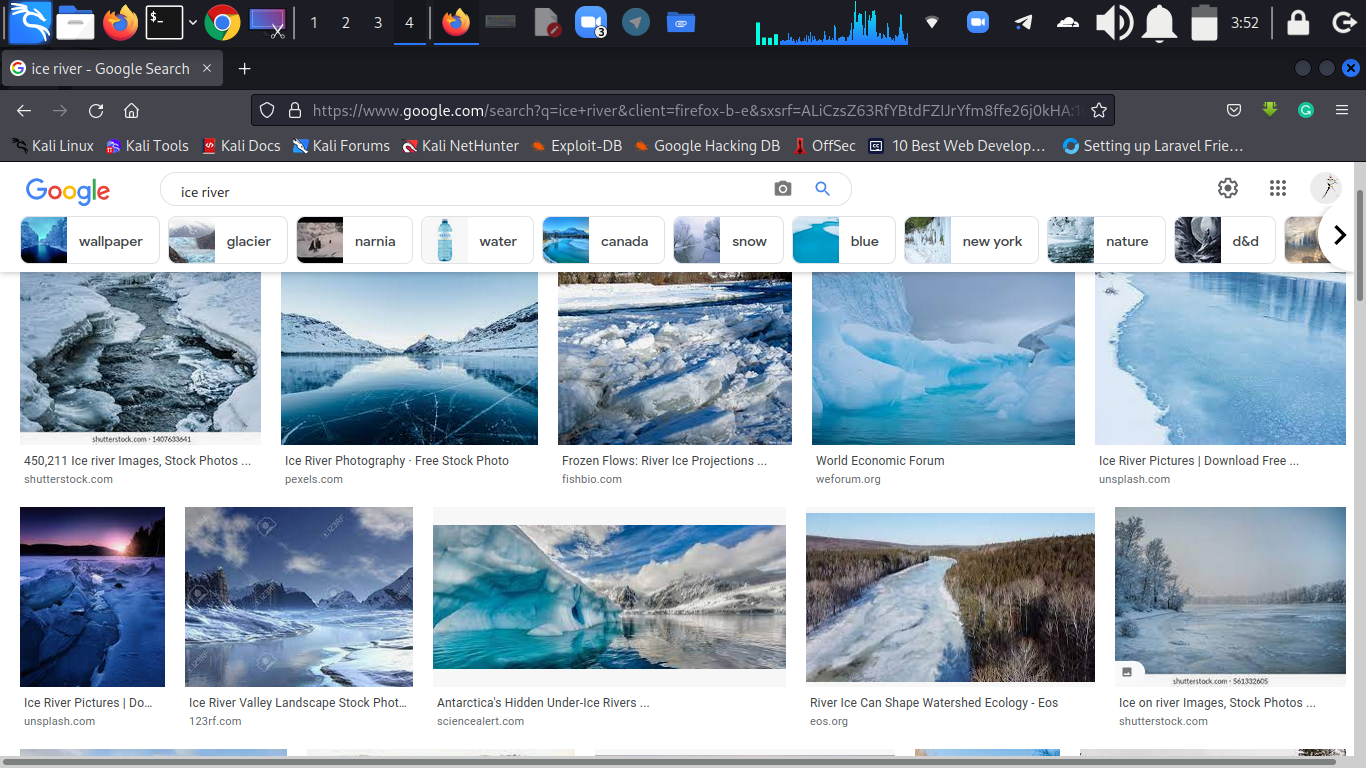 1 2 3 4
3
3:52
ice river - Google Search
https://www.google.com/search?q=ice+river&client=firefox-b-e&sxsrf=ALiCzsZ63RfYBtdFZIJrYfm8ffe26j0kHA:1
Kali Linux Kali Tools Kali Docs Kali Forums Kali NetHunter Exploit-DB Google Hacking DB OffSec 10 Best Web Develop… Setting up Laravel Frie…
Google
ice river
wallpaper glacier narnia water canada snow blue new york nature d&d
shutterstock.com · 1407633641
450,211 Ice river Images, Stock Photos ... Ice River Photography · Free Stock Photo Frozen Flows: River Ice Projections ... World Economic Forum Ice River Pictures | Download Free ...
shutterstock.com pexels.com fishbio.com weforum.org unsplash.com
123RF
shutterstock.com · 561332605
Ice River Pictures | Do… Ice River Valley Landscape Stock Phot… Antarctica's Hidden Under-Ice Rivers ... River Ice Can Shape Watershed Ecology - Eos Ice on river Images, Stock Photos ...
unsplash.com 123rf.com sciencealert.com eos.org shutterstock.com